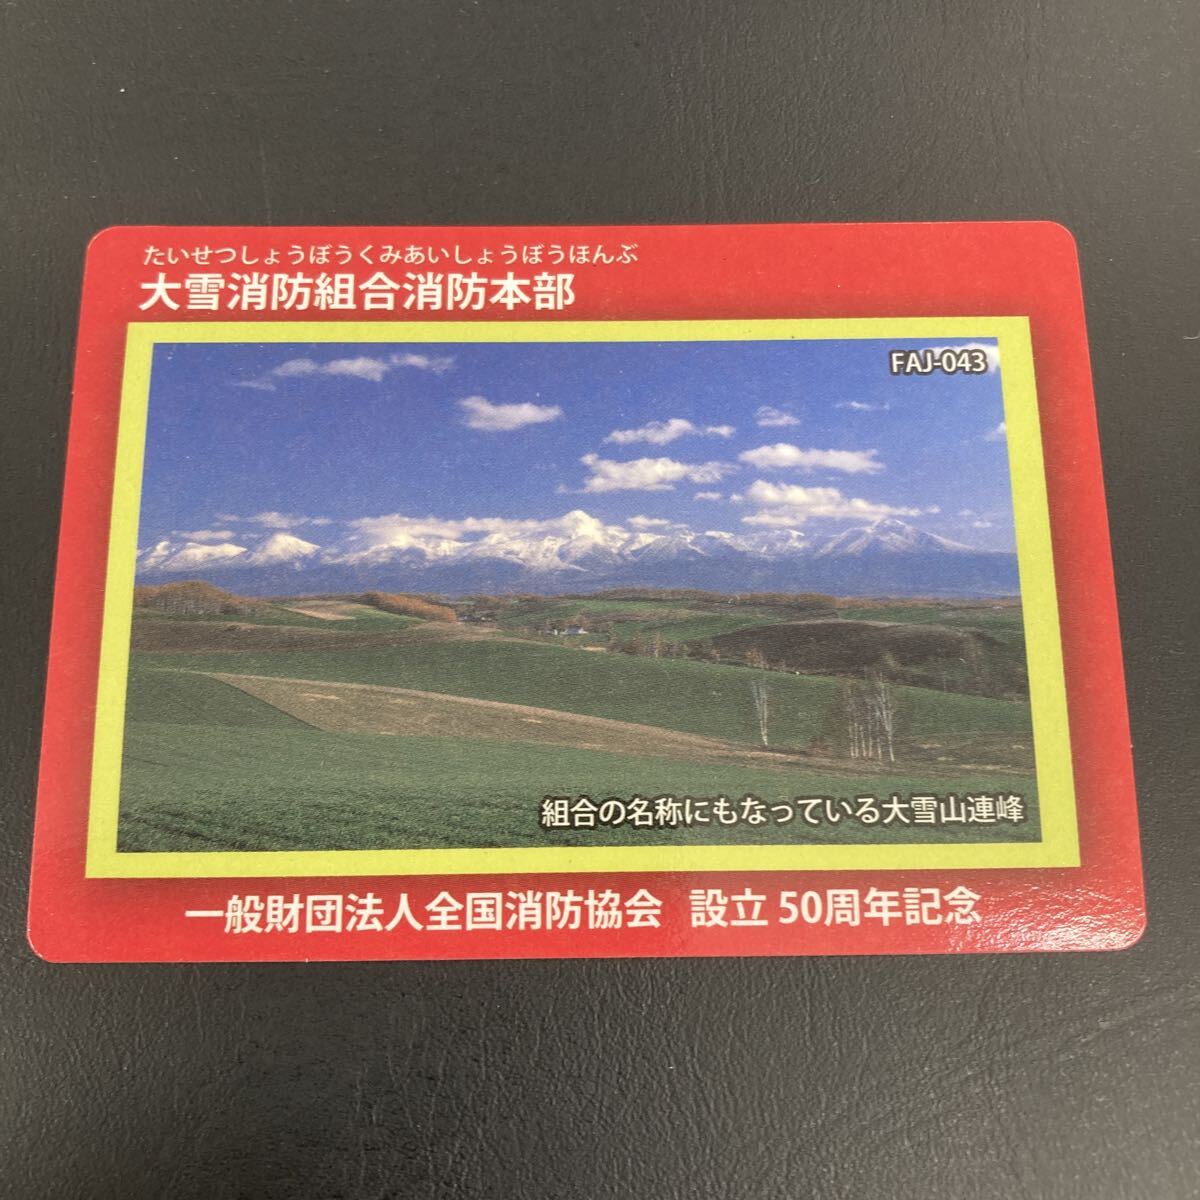 たいせつしょうぼうくみあいしょうぼうほんぶ
大雪消防組合消防本部
FAJ-043
組合の名称にもなっている大雪山連峰
一般財団法人全国消防協会 設立 50周年記念